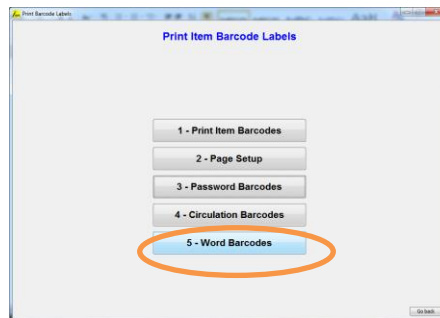 Print Barcode Labels
Print Item Barcode Labels
1 - Print Item Barcodes
2 - Page Setup
3 - Password Barcodes
4 - Circulation Barcodes
5 - Word Barcodes
Go back